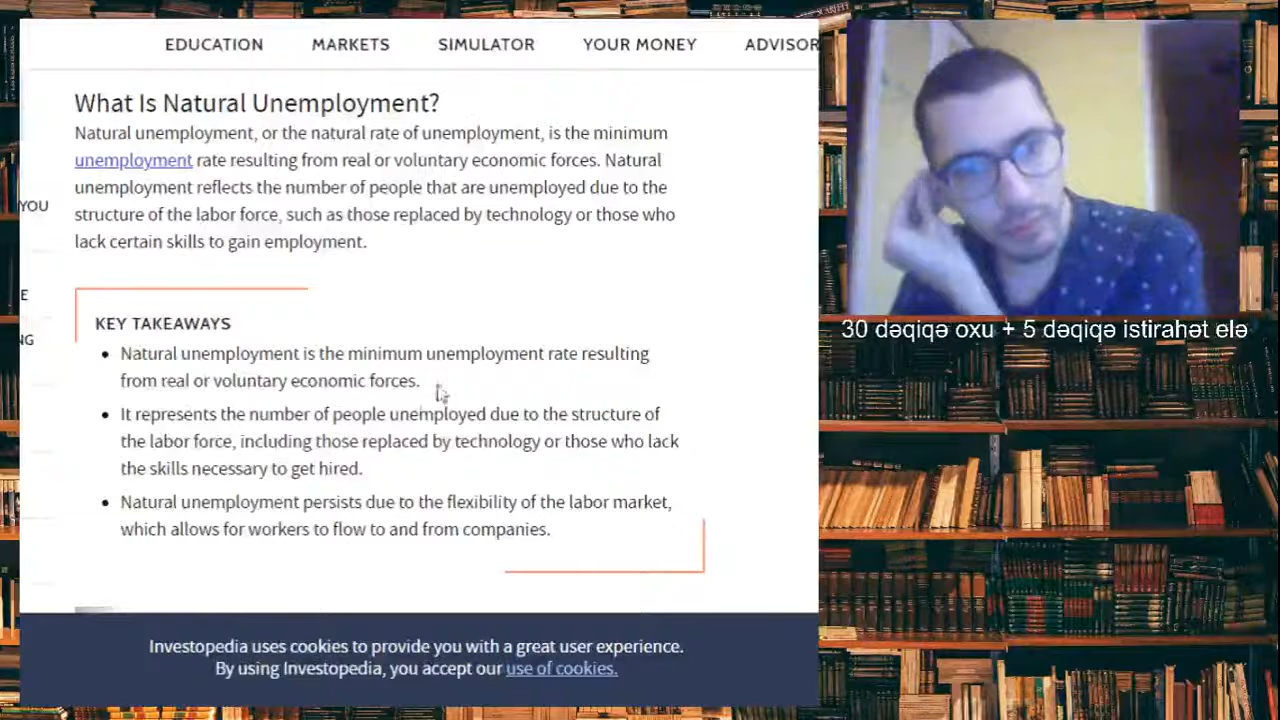 EDUCATION MARKETS SIMULATOR YOUR MONEY ADVISOR
What Is Natural Unemployment?
Natural unemployment, or the natural rate of unemployment, is the minimum
unemployment rate resulting from real or voluntary economic forces. Natural
unemployment reflects the number of people that are unemployed due to the
structure of the labor force, such as those replaced by technology or those who
lack certain skills to gain employment.
YOU
E
NG
KEY TAKEAWAYS
• Natural unemployment is the minimum unemployment rate resulting
from real or voluntary economic forces.
• It represents the number of people unemployed due to the structure of
the labor force, including those replaced by technology or those who lack
the skills necessary to get hired.
• Natural unemployment persists due to the flexibility of the labor market,
which allows for workers to flow to and from companies.
Investopedia uses cookies to provide you with a great user experience.
By using Investopedia, you accept our use of cookies.
30 dəqiqə oxu + 5 dəqiqə istirahət elə